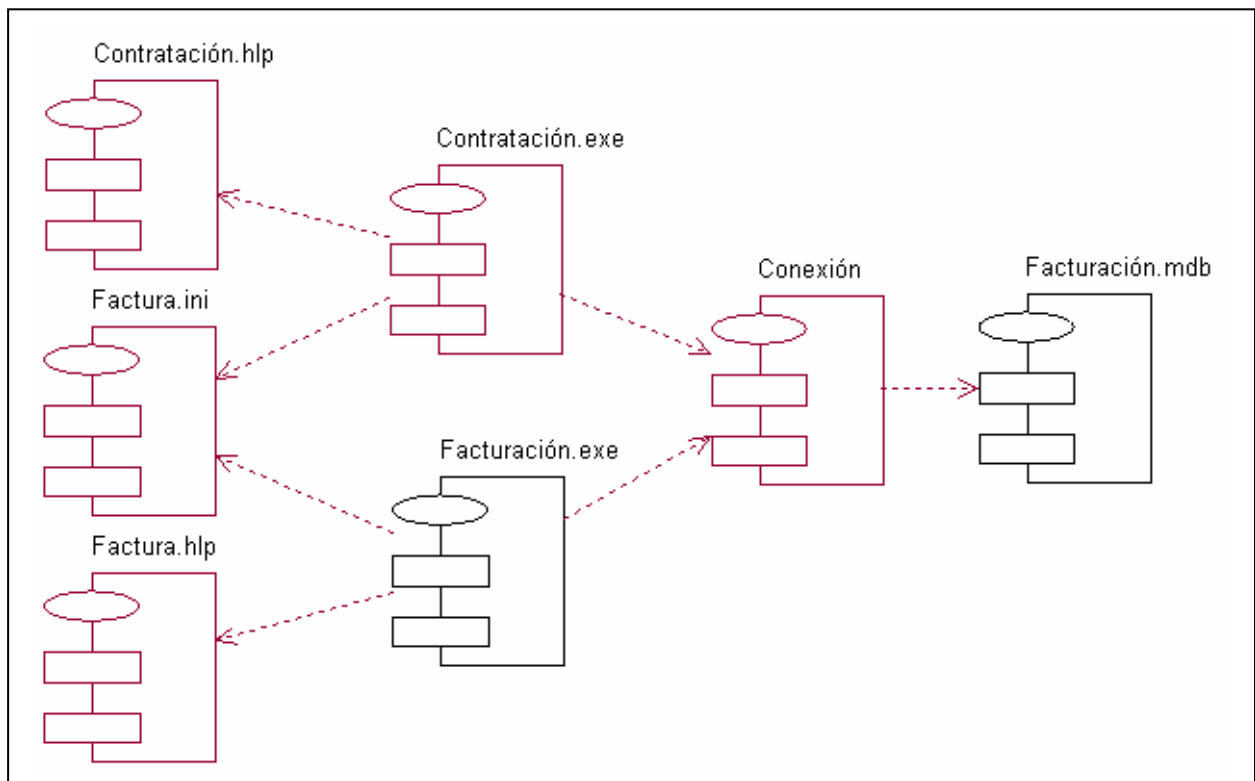 Contratación.hlp
Contratación.exe
Conexión
Facturación.mdb
Factura.ini
Facturación.exe
Factura.hlp